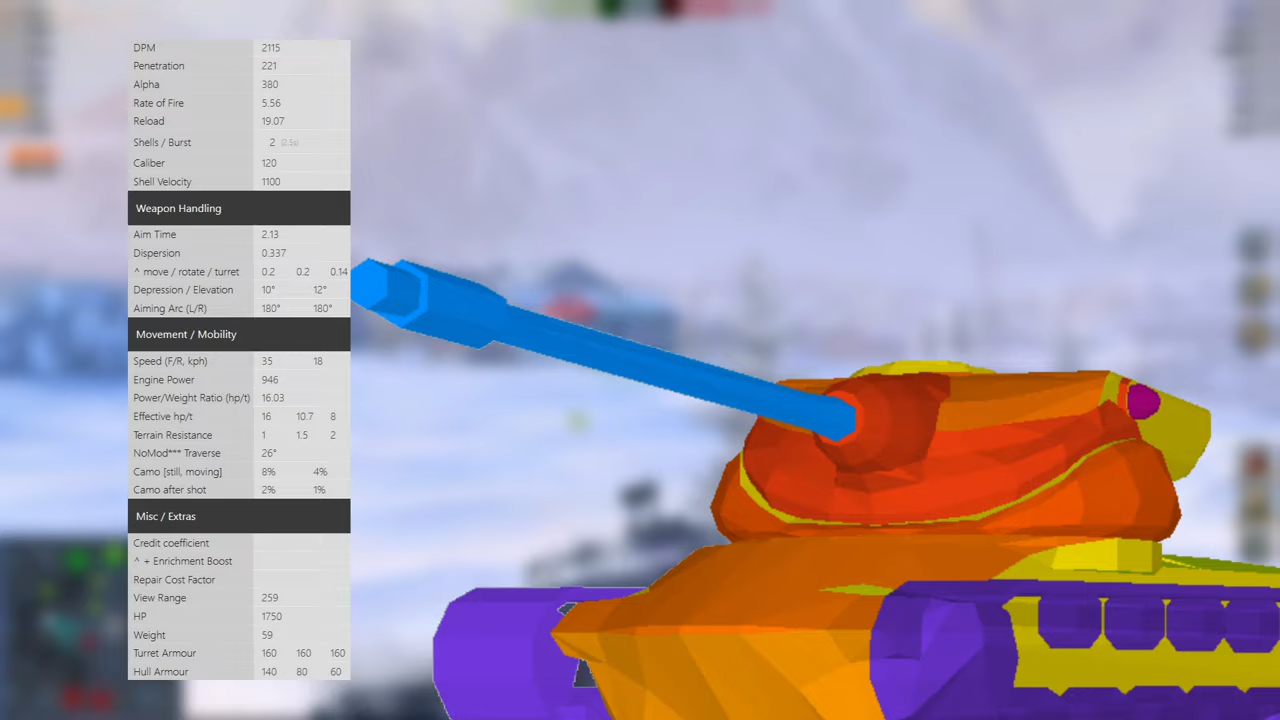 DPM 2115
Penetration 221
Alpha 380
Rate of Fire 5.56
Reload 19.07
Shells / Burst 2 (2.5s)
Caliber 120
Shell Velocity 1100
Weapon Handling
Aim Time 2.13
Dispersion 0.337
^ move / rotate / turret 0.2 0.2 0.14
Depression / Elevation 10° 12°
Aiming Arc (L/R) 180° 180°
Movement / Mobility
Speed (F/R, kph) 35 18
Engine Power 946
Power/Weight Ratio (hp/t) 16.03
Effective hp/t 16 10.7 8
Terrain Resistance 1 1.5 2
NoMod*** Traverse 26°
Camo [still, moving] 8% 4%
Camo after shot 2% 1%
Misc / Extras
Credit coefficient
^ + Enrichment Boost
Repair Cost Factor
View Range 259
HP 1750
Weight 59
Turret Armour 160 160 160
Hull Armour 140 80 60